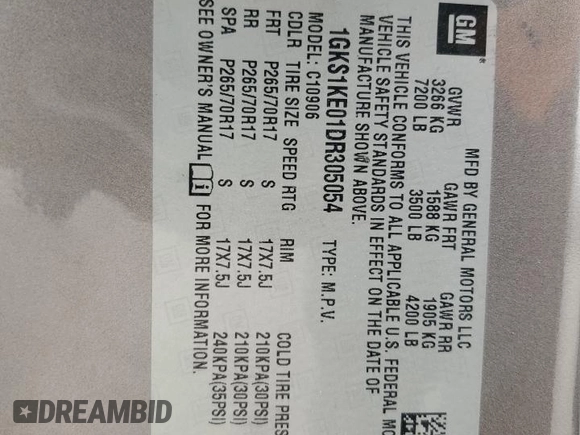 GM®
MFD BY GENERAL MOTORS LLC
GVWR GAWR FRT GAWR RR
3266 KG 1588 KG 1905 KG
7200 LB 3500 LB 4200 LB
THIS VEHICLE CONFORMS TO ALL APPLICABLE U.S. FEDERAL MO
VEHICLE SAFETY STANDARDS IN EFFECT ON THE DATE OF
MANUFACTURE SHOWN ABOVE.
1GKS1KE01DR305054 TYPE: M.P.V.
MODEL: C10906
CDLR TIRE SIZE SPEED RTG RIM COLD TIRE PRES
FRT P265/70R17 S 17X7.5J 210KPA(30PSI)
RR P265/70R17 S 17X7.5J 210KPA(30PSI)
SPA P265/70R17 S 17X7.5J 240KPA(35PSI)
SEE OWNER'S MANUAL FOR MORE INFORMATION.
DREAMBID